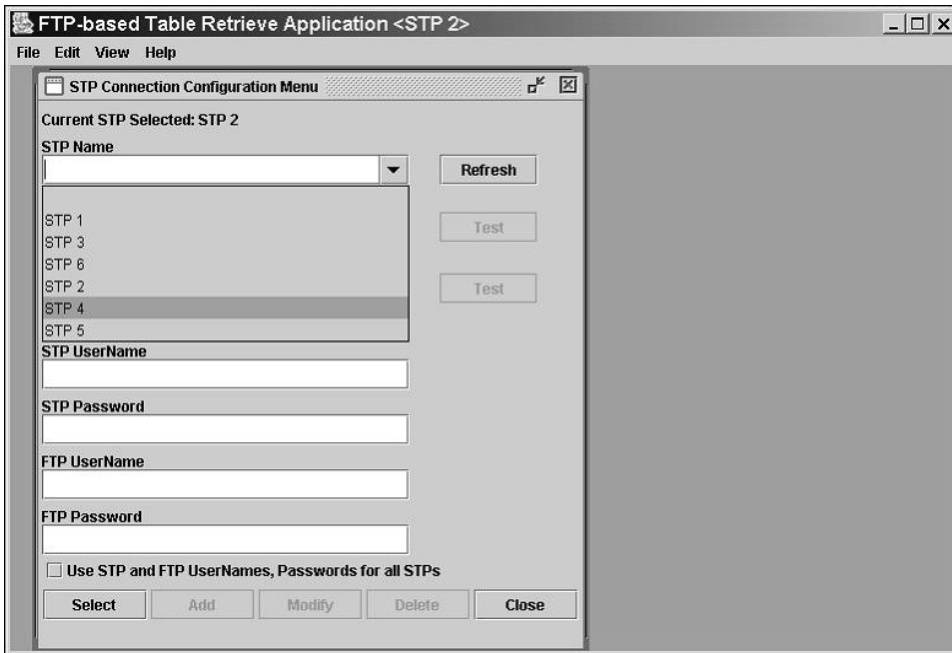 FTP-based Table Retrieve Application <STP 2>
File Edit View Help
STP Connection Configuration Menu
Current STP Selected: STP 2
STP Name
Refresh
STP 1
Test
STP 3
STP 6
STP 2
Test
STP 4
STP 5
STP UserName
STP Password
FTP UserName
FTP Password
Use STP and FTP UserNames, Passwords for all STPs
Select Add Modify Delete Close